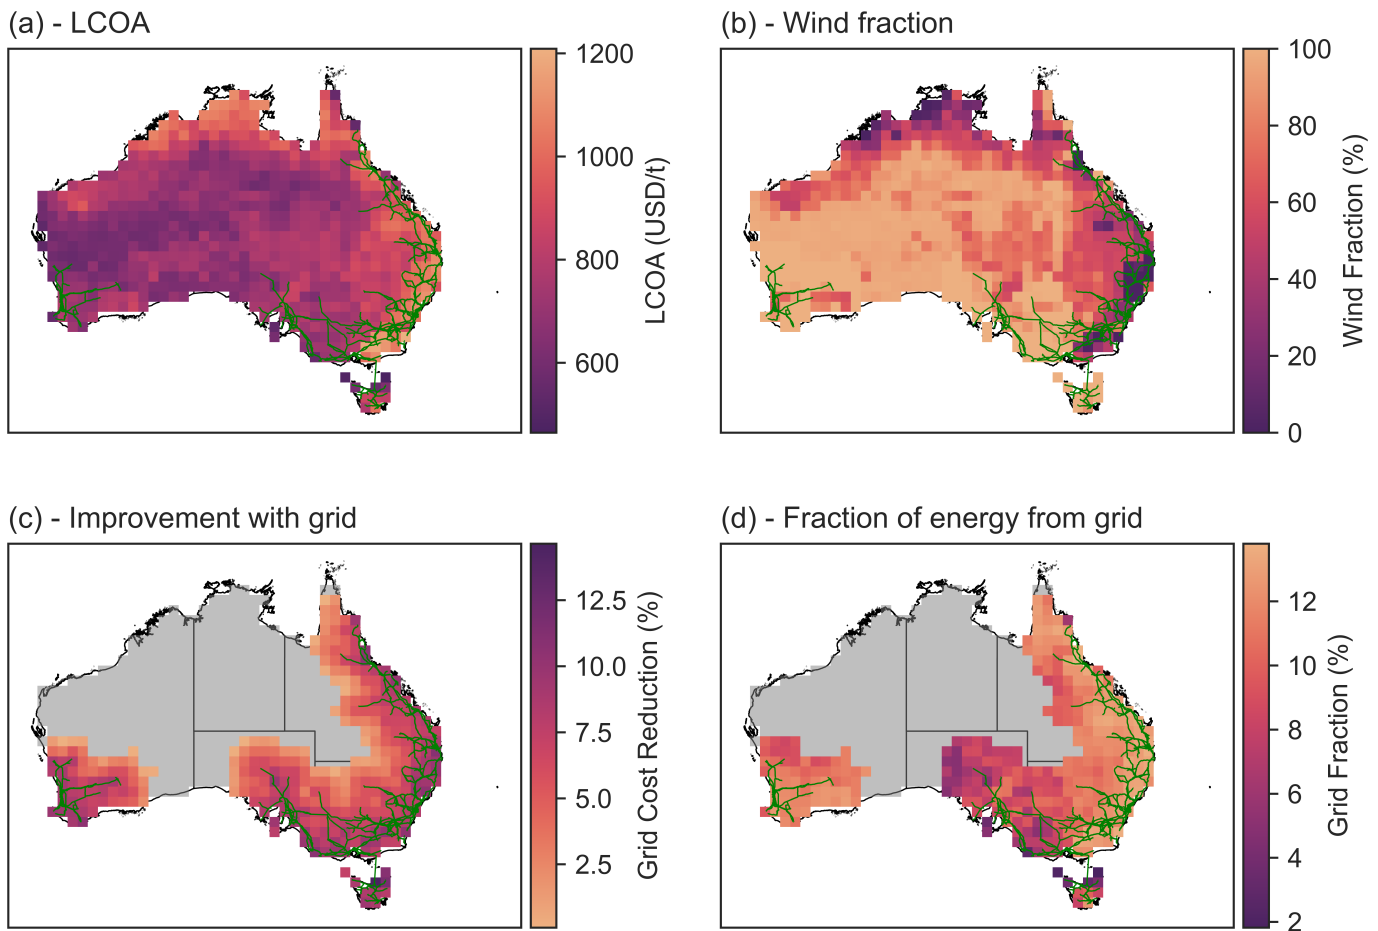 (a) - LCOA
1200
1000
800
600
LCOA (USD/t)
(b) - Wind fraction
100
80
60
40
20
0
Wind Fraction (%)
(c) - Improvement with grid
12.5
10.0
7.5
5.0
2.5
Grid Cost Reduction (%)
(d) - Fraction of energy from grid
12
10
8
6
4
2
Grid Fraction (%)